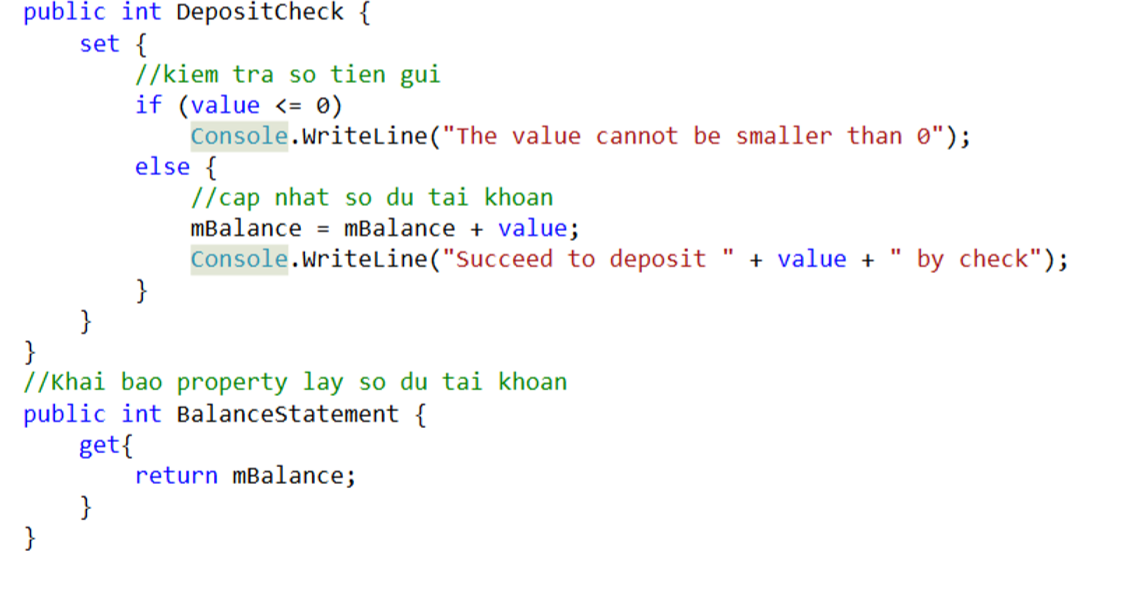 public int DepositCheck {
    set {
        //kiem tra so tien gui
        if (value <= 0)
            Console.WriteLine("The value cannot be smaller than 0");
        else {
            //cap nhat so du tai khoan
            mBalance = mBalance + value;
            Console.WriteLine("Succeed to deposit " + value + " by check");
        }
    }
}
//Khai bao property lay so du tai khoan
public int BalanceStatement {
    get{
        return mBalance;
    }
}